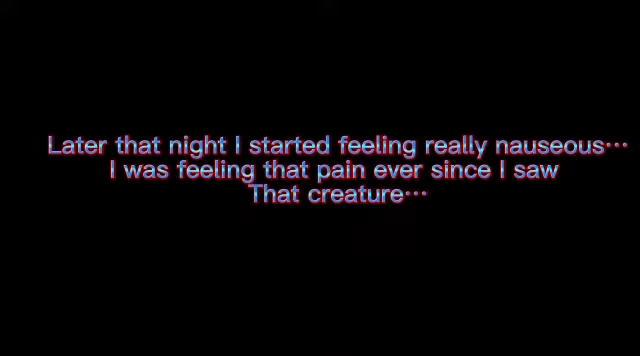 Later that night I started feeling really nauseous…
I was feeling that pain ever since I saw
That creature…